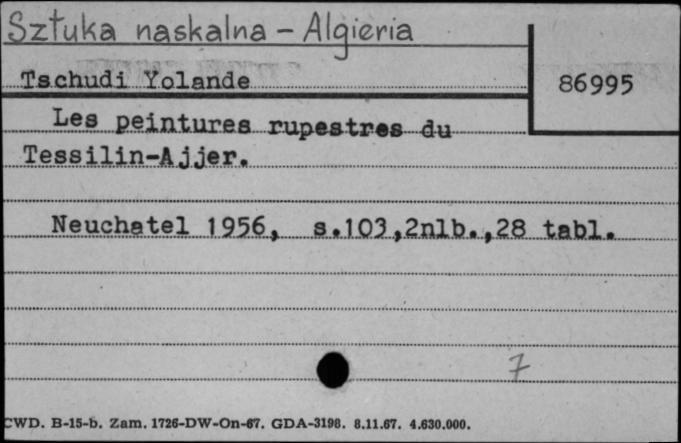 Sztuka naskalna - Algieria
Tschudi Yolande
86995
Les peintures rupestres du
Tessilin-Ajjer.
Neuchatel 1956, s.103,2nlb.,28 tabl.
7
CWD. B-15-b. Zam. 1726-DW-On-67. GDA-3198. 8.11.67. 4.630.000.